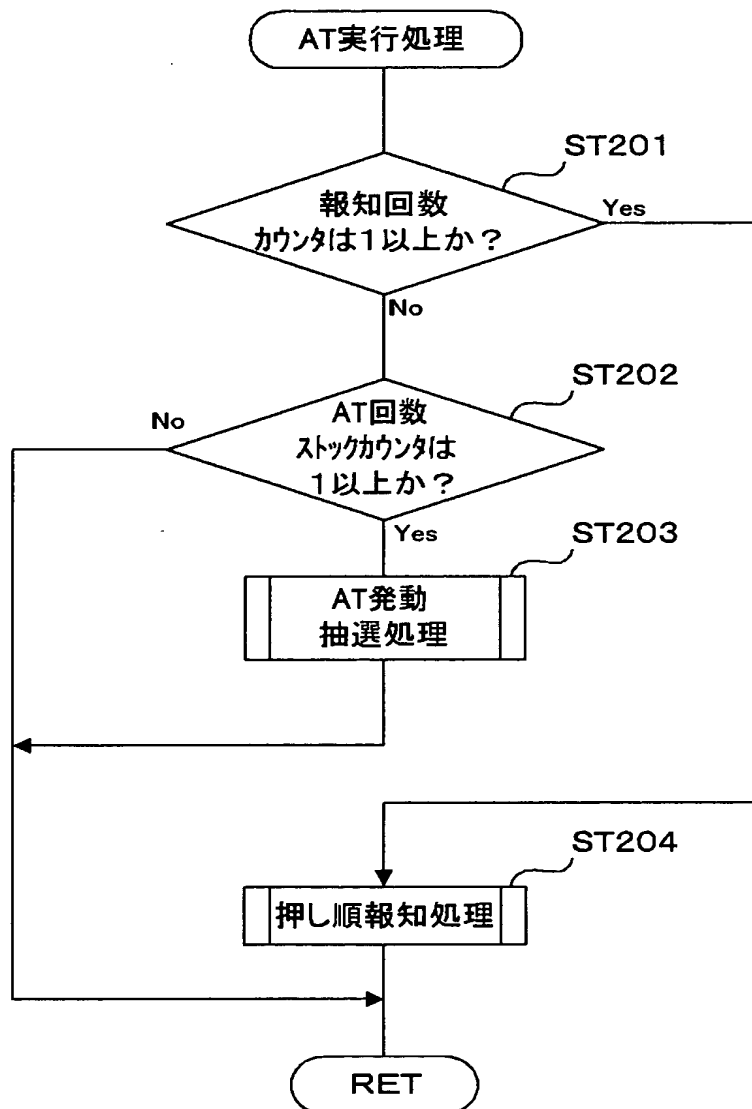 AT実行処理
ST201
報知回数
カウンタは1以上か？
Yes
No
ST202
No
AT回数
ストックカウンタは
1以上か？
Yes
ST203
AT発動
抽選処理
ST204
押し順報知処理
RET